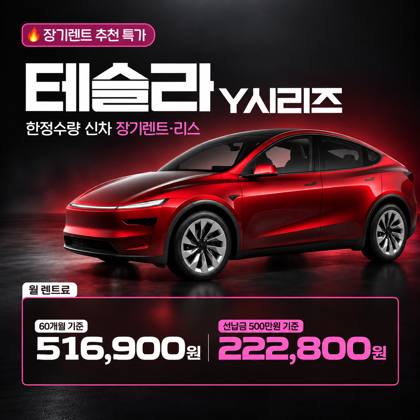 🔥 장기렌트 추천 특가
테슬라 Y시리즈
한정수량 신차 장기렌트·리스
월 렌트료
60개월 기준
516,900원
선납금 500만원 기준
222,800원